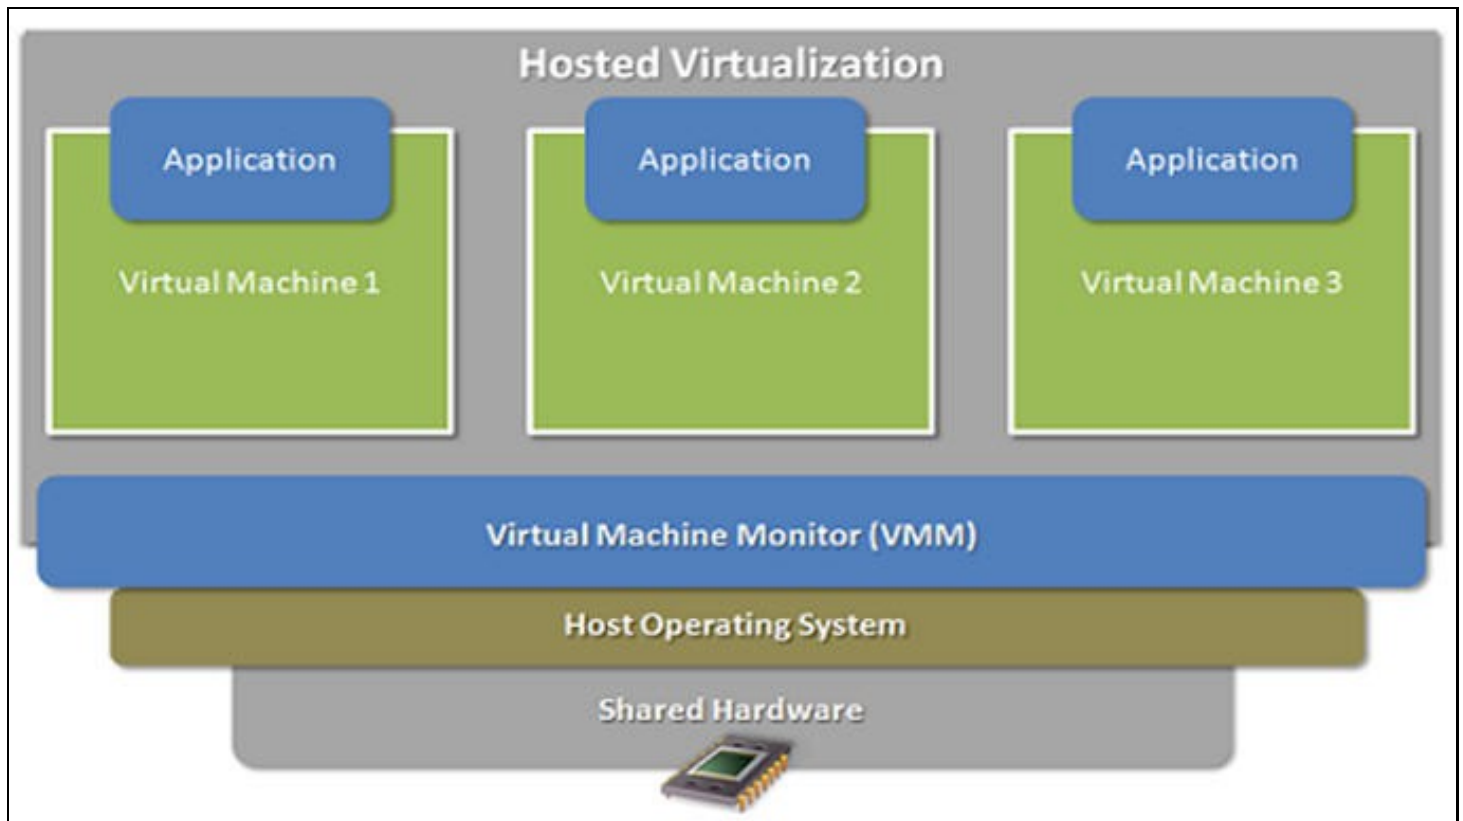 Hosted Virtualization
Application
Application
Application
Virtual Machine 1
Virtual Machine 2
Virtual Machine 3
Virtual Machine Monitor (VMM)
Host Operating System
Shared Hardware